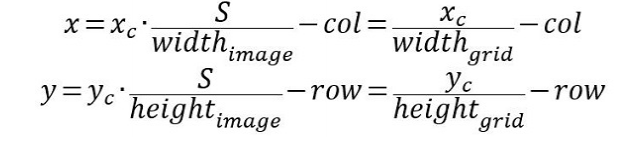 x = x_c · S / width_image − col = x_c / width_grid − col
y = y_c · S / height_image − row = y_c / height_grid − row